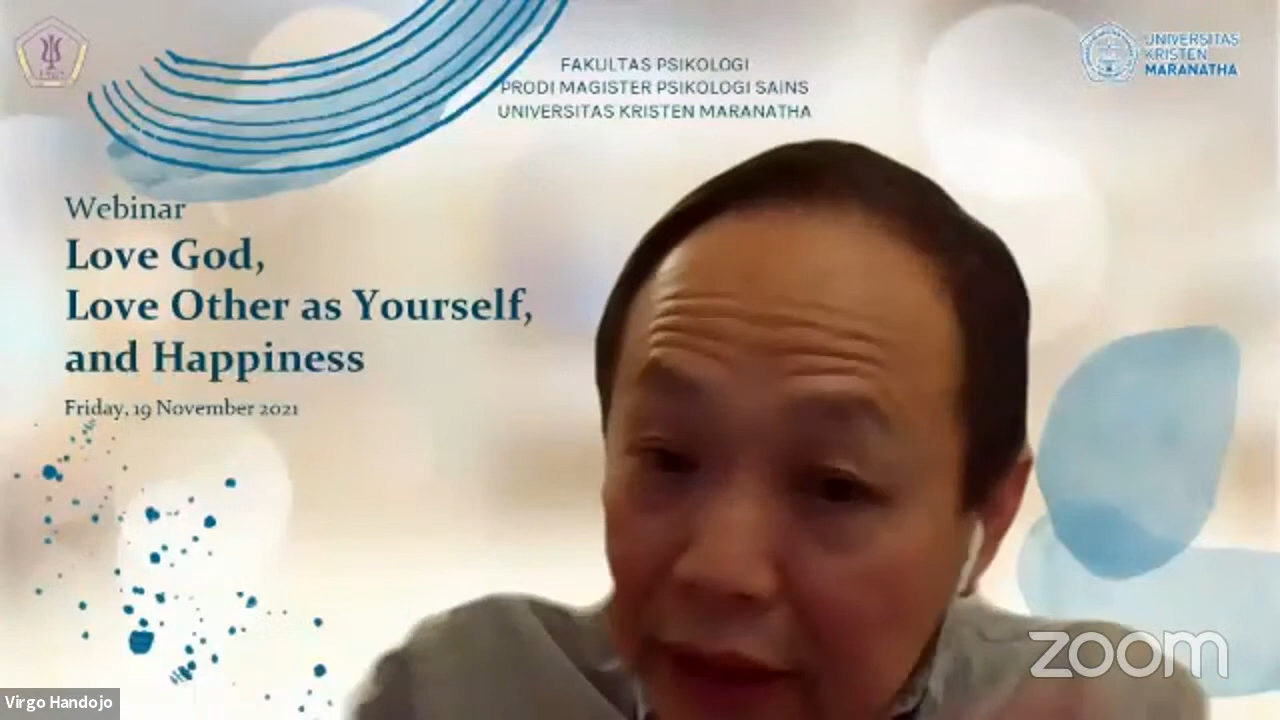 FAKULTAS PSIKOLOGI
PRODI MAGISTER PSIKOLOGI SAINS
UNIVERSITAS KRISTEN MARANATHA
UNIVERSITAS
KRISTEN
MARANATHA
Webinar
Love God,
Love Other as Yourself,
and Happiness
Friday, 19 November 2021
zoom
Virgo Handojo